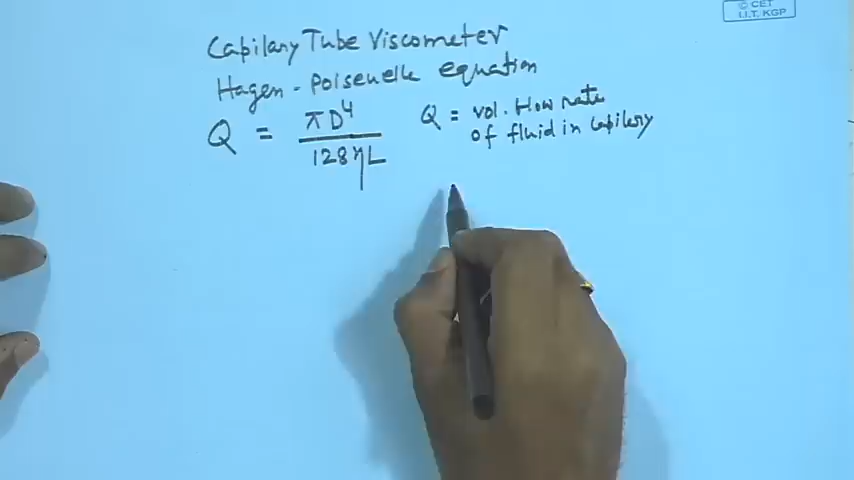 © CET
I.I.T. KGP
Capilary Tube Viscometer
Hagen - Poiseuelle equation
Q = πD⁴ / 128ηL
Q = vol. flow rate
of fluid in capilary